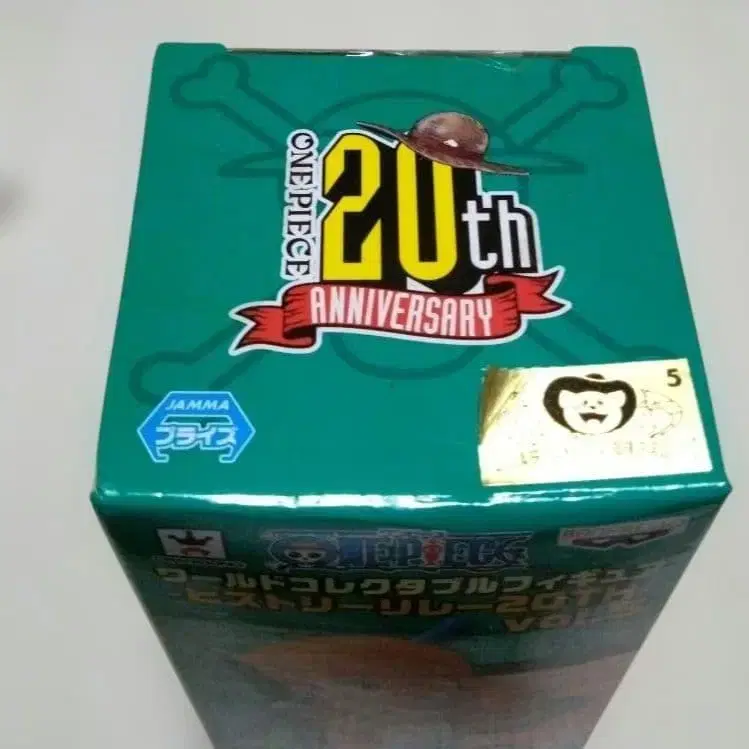 ONE PIECE
20th
ANNIVERSARY
5
JAMMA
プライズ
ONE PIECE
ワールドコレクタブルフィギュア
ヒストリーリレー20TH
vol.